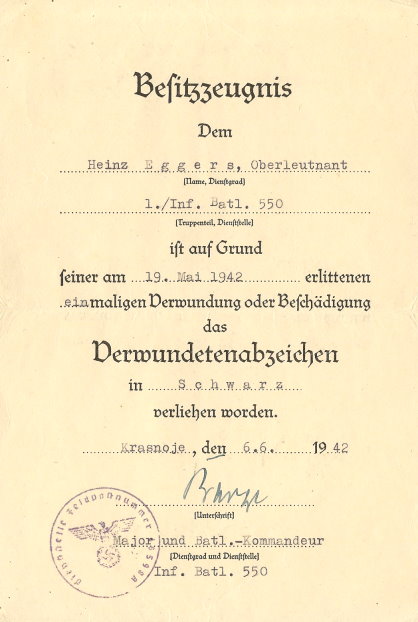 Besitzzeugnis
Dem
Heinz Eggers, Oberleutnant
(Name, Dienstgrad)
1./Inf. Batl. 550
(Truppenteil, Dienststelle)
ist auf Grund
seiner am 19. Mai 1942 erlittenen
einmaligen Verwundung oder Beschädigung
das
Verwundetenabzeichen
in Schwarz
verliehen worden.
Krasnoje, den 6.6. 1942
(Unterschrift)
Major und Batl.-Kommandeur
(Dienstgrad und Dienststelle)
Inf. Batl. 550
Dienststelle Feldpostnummer